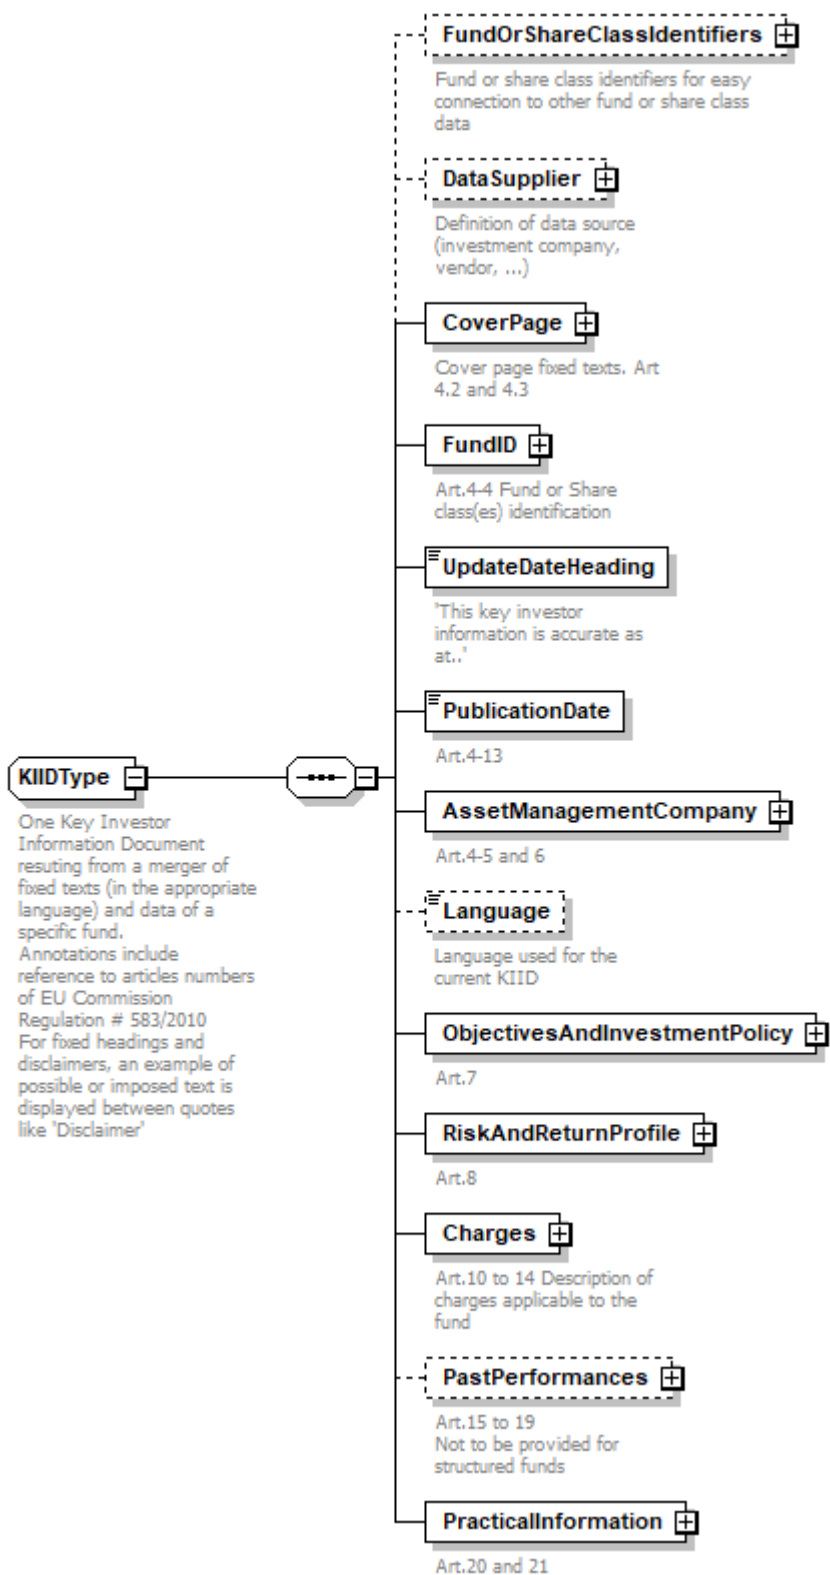 FundOrShareClassIdentifiers
Fund or share class identifiers for easy
connection to other fund or share class
data
DataSupplier
Definition of data source
(investment company,
vendor, ...)
CoverPage
Cover page fixed texts. Art
4.2 and 4.3
FundID
Art.4-4 Fund or Share
class(es) identification
UpdateDateHeading
'This key investor
information is accurate as
at..'
PublicationDate
Art.4-13
KIIDType
One Key Investor
Information Document
resuting from a merger of
fixed texts (in the appropriate
language) and data of a
specific fund.
Annotations include
reference to articles numbers
of EU Commission
Regulation # 583/2010
For fixed headings and
disclaimers, an example of
possible or imposed text is
displayed between quotes
like 'Disclaimer'
AssetManagementCompany
Art.4-5 and 6
Language
Language used for the
current KIID
ObjectivesAndInvestmentPolicy
Art.7
RiskAndReturnProfile
Art.8
Charges
Art.10 to 14 Description of
charges applicable to the
fund
PastPerformances
Art.15 to 19
Not to be provided for
structured funds
PracticalInformation
Art.20 and 21